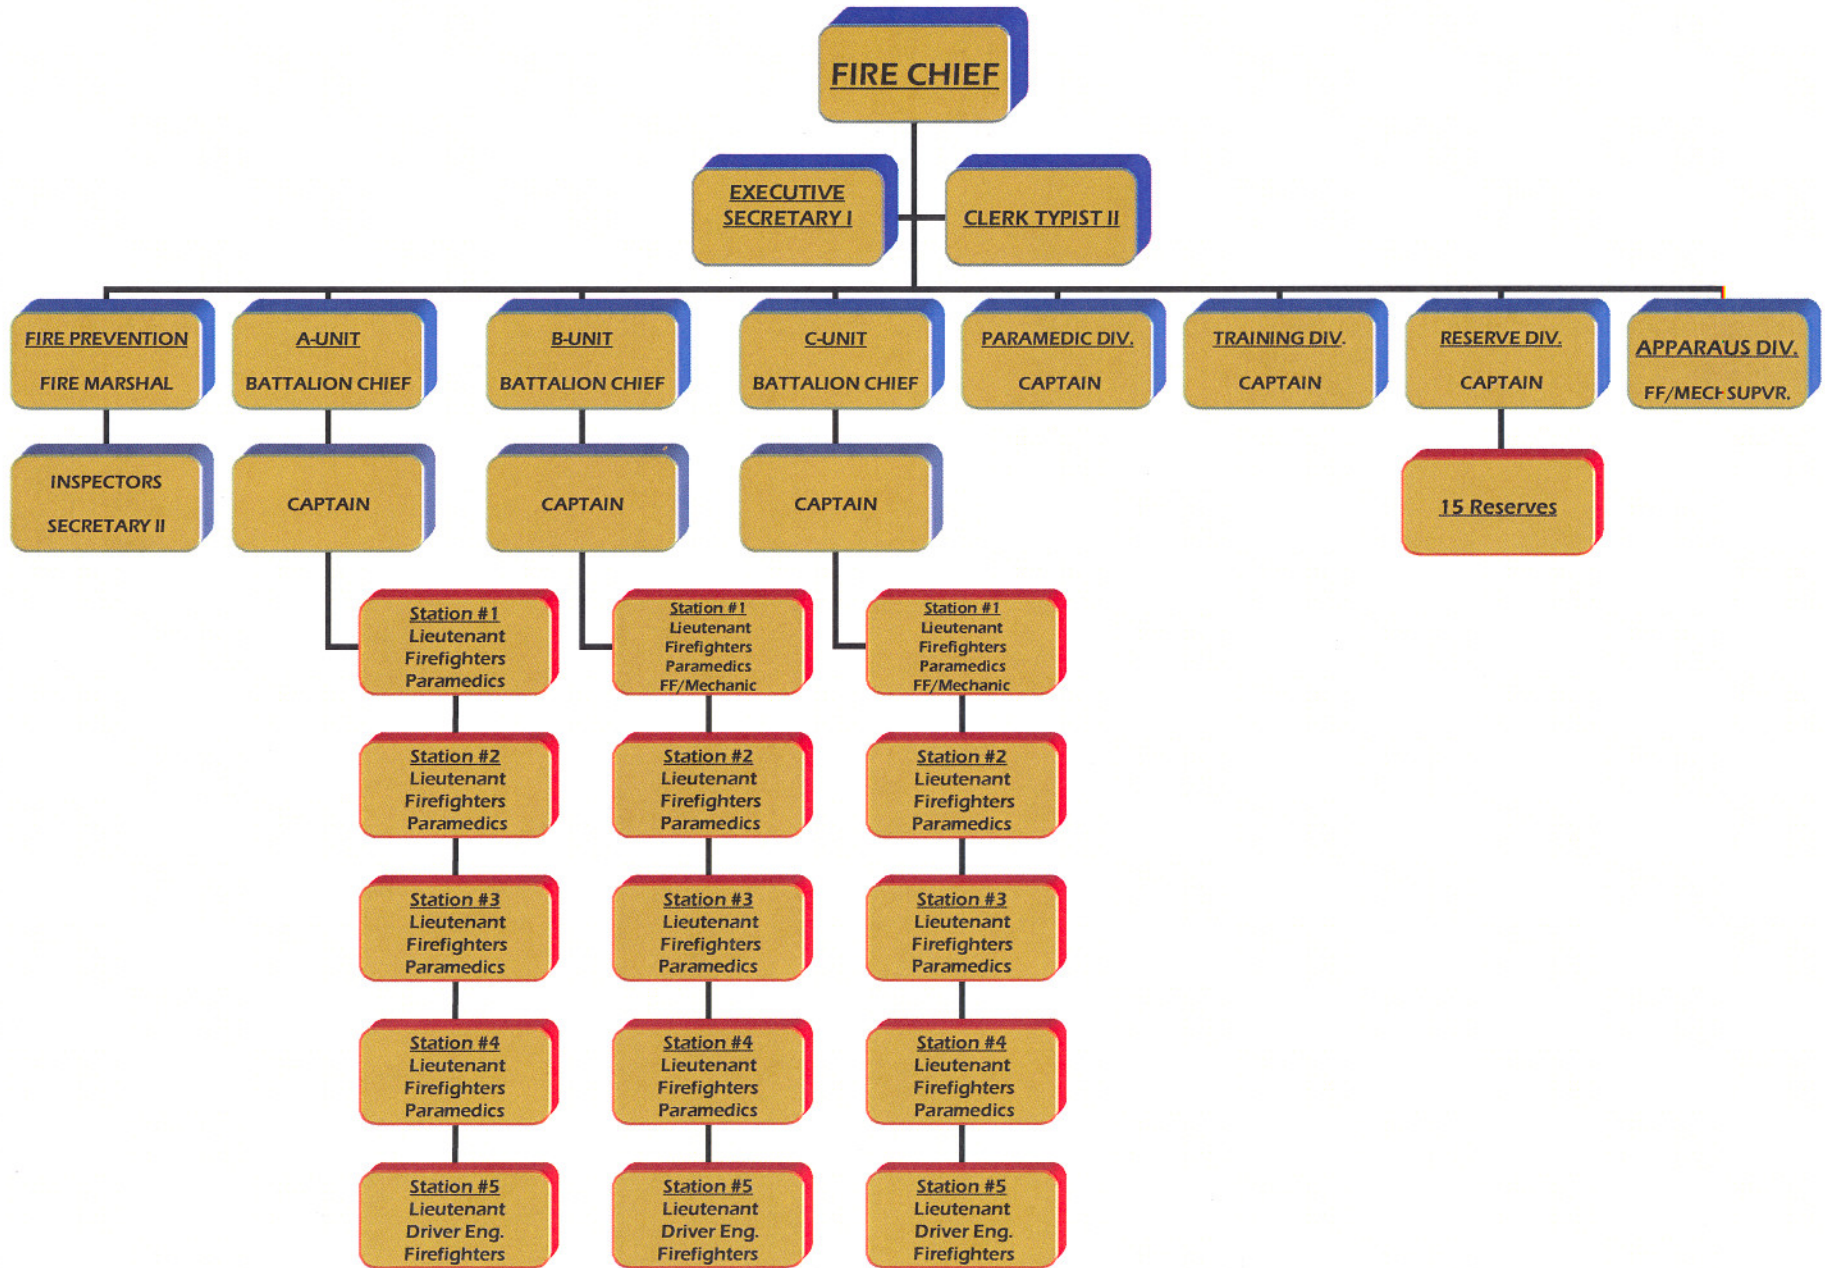 FIRE CHIEF
EXECUTIVE
SECRETARY I
CLERK TYPIST II
FIRE PREVENTION
FIRE MARSHAL
A-UNIT
BATTALION CHIEF
B-UNIT
BATTALION CHIEF
C-UNIT
BATTALION CHIEF
PARAMEDIC DIV.
CAPTAIN
TRAINING DIV.
CAPTAIN
RESERVE DIV.
CAPTAIN
APPARAUS DIV.
FF/MECH SUPVR.
INSPECTORS
SECRETARY II
CAPTAIN
CAPTAIN
CAPTAIN
15 Reserves
Station #1
Lieutenant
Firefighters
Paramedics
Station #1
Lieutenant
Firefighters
Paramedics
FF/Mechanic
Station #1
Lieutenant
Firefighters
Paramedics
FF/Mechanic
Station #2
Lieutenant
Firefighters
Paramedics
Station #2
Lieutenant
Firefighters
Paramedics
Station #2
Lieutenant
Firefighters
Paramedics
Station #3
Lieutenant
Firefighters
Paramedics
Station #3
Lieutenant
Firefighters
Paramedics
Station #3
Lieutenant
Firefighters
Paramedics
Station #4
Lieutenant
Firefighters
Paramedics
Station #4
Lieutenant
Firefighters
Paramedics
Station #4
Lieutenant
Firefighters
Paramedics
Station #5
Lieutenant
Driver Eng.
Firefighters
Station #5
Lieutenant
Driver Eng.
Firefighters
Station #5
Lieutenant
Driver Eng.
Firefighters